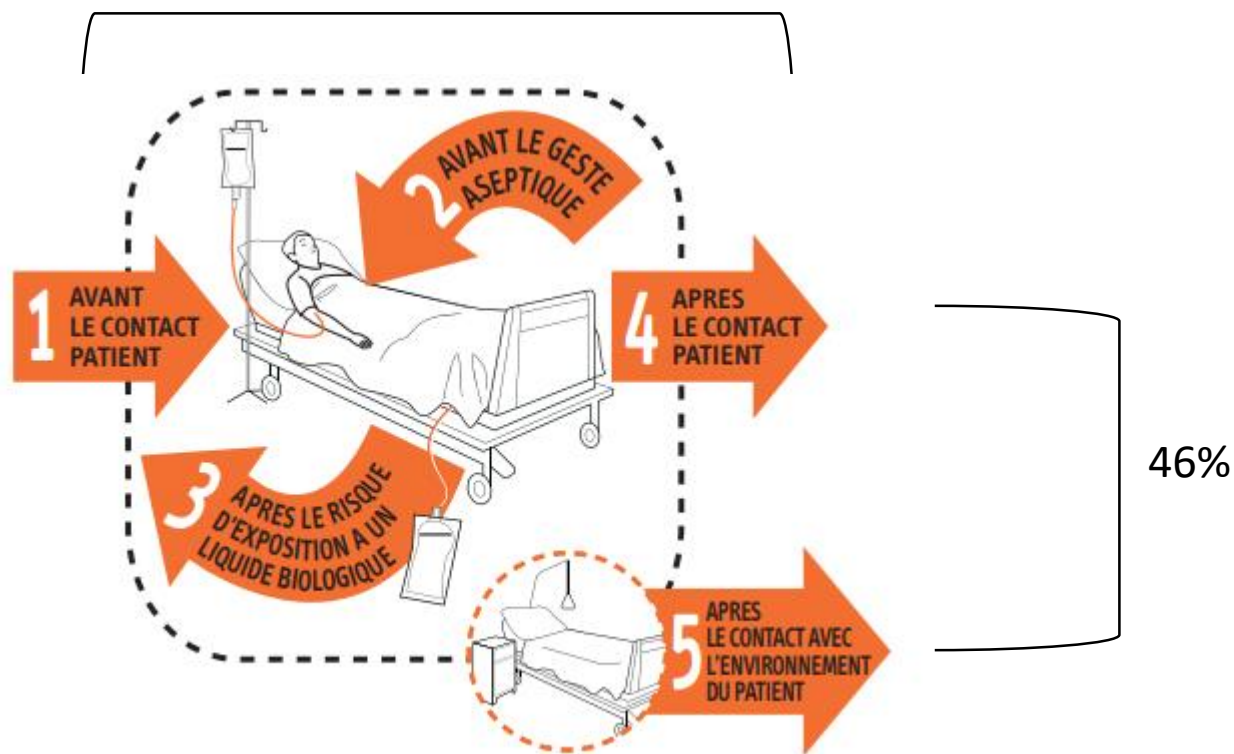 1 AVANT
LE CONTACT
PATIENT
2 AVANT LE GESTE
ASEPTIQUE
3 APRES LE RISQUE
D'EXPOSITION A UN
LIQUIDE BIOLOGIQUE
4 APRES
LE CONTACT
PATIENT
5 APRES
LE CONTACT AVEC
L'ENVIRONNEMENT
DU PATIENT
46%